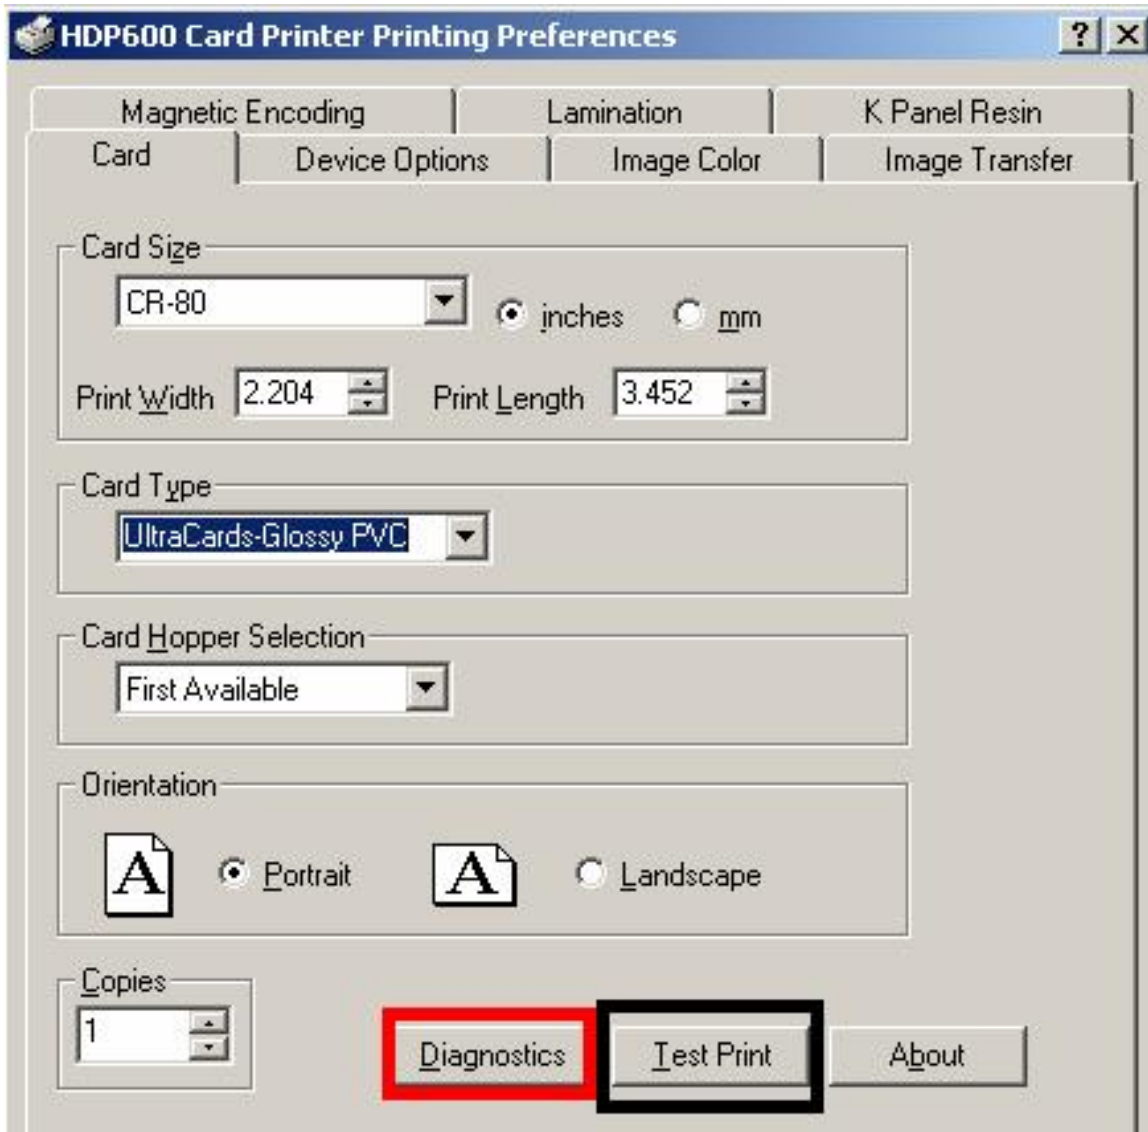 HDP600 Card Printer Printing Preferences
Magnetic Encoding Lamination K Panel Resin
Card Device Options Image Color Image Transfer
Card Size
CR-80 inches mm
Print Width 2.204 Print Length 3.452
Card Type
UltraCards-Glossy PVC
Card Hopper Selection
First Available
Orientation
A Portrait A Landscape
Copies
1
Diagnostics Test Print About